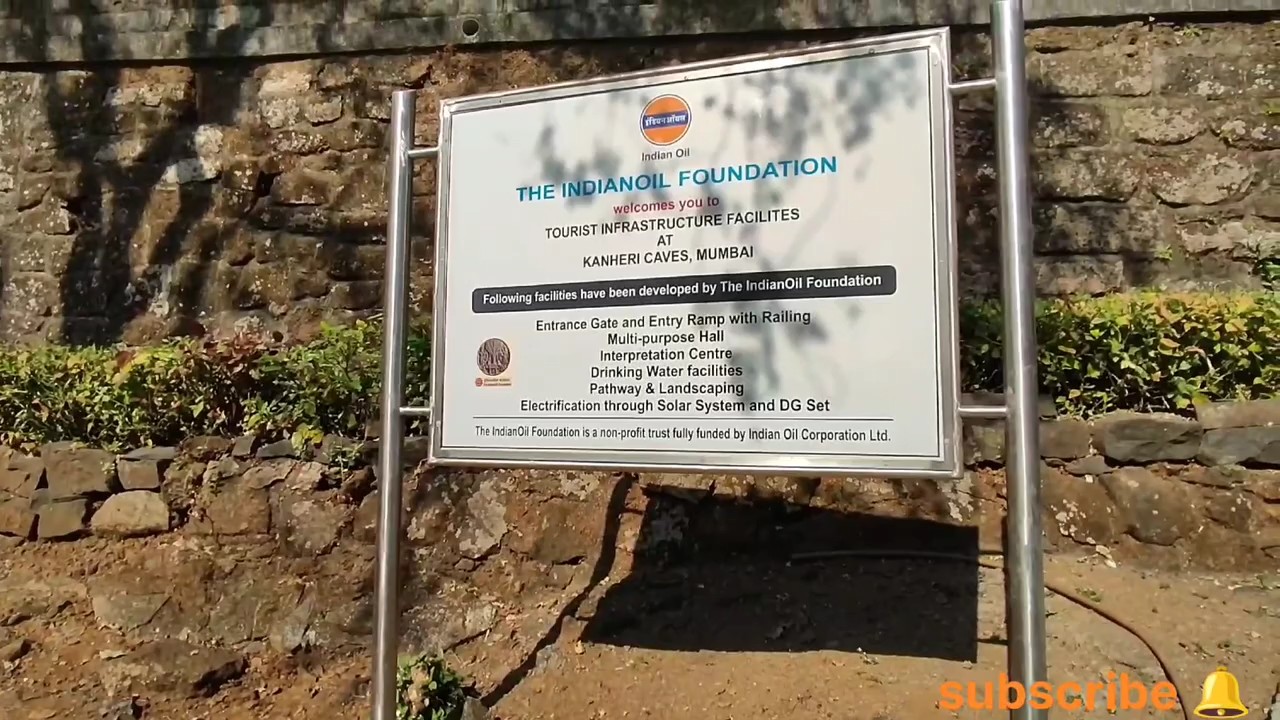 इंडियनऑयल
Indian Oil
THE INDIANOIL FOUNDATION
welcomes you to
TOURIST INFRASTRUCTURE FACILITES
AT
KANHERI CAVES, MUMBAI
Following facilities have been developed by The IndianOil Foundation
Entrance Gate and Entry Ramp with Railing
Multi-purpose Hall
Interpretation Centre
Drinking Water facilities
Pathway & Landscaping
Electrification through Solar System and DG Set
The IndianOil Foundation is a non-profit trust fully funded by Indian Oil Corporation Ltd.
subscribe